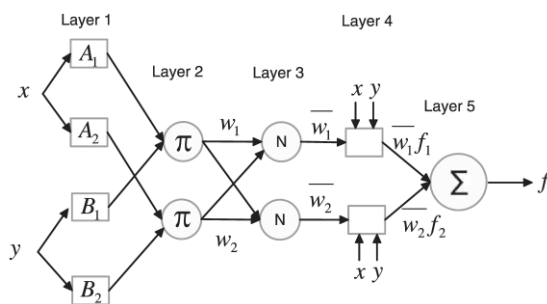 Layer 1
Layer 4
A₁
Layer 2
Layer 3
x
x y
Layer 5
w₁
w̅₁
w̅₁f₁
A₂
π
N
Σ
f
B₁
π
N
w̅₂
w̅₂f₂
w₂
y
x y
B₂